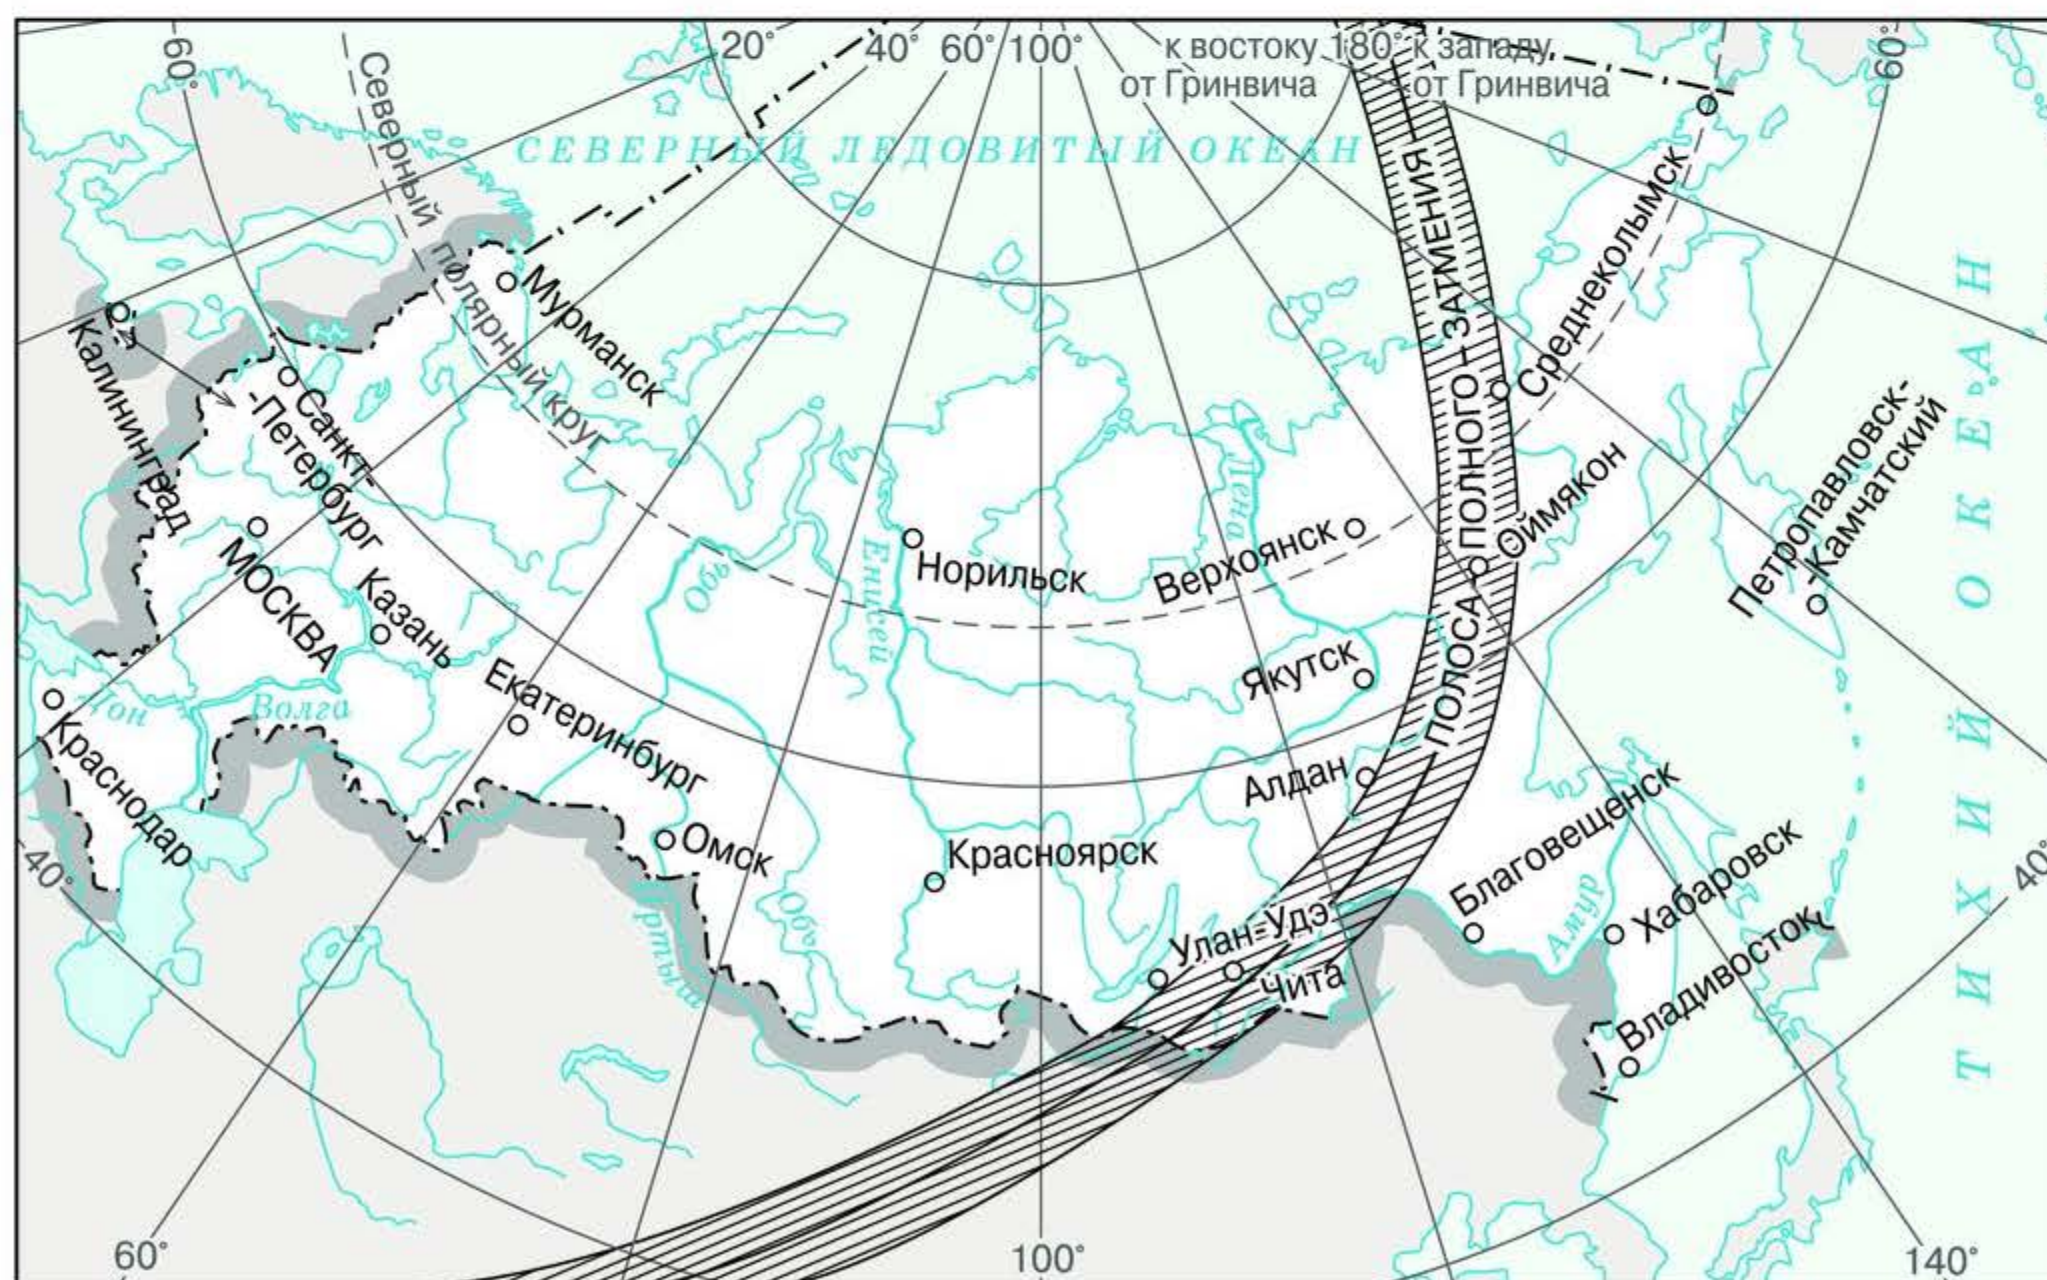 60°
20°
40°
60°
100°
к востоку 180° к западу
от Гринвича
от Гринвича
60°
Северный полярный круг
СЕВЕРНЫЙ ЛЕДОВИТЫЙ ОКЕАН
ПОЛОСА ПОЛНОГО ЗАТМЕНИЯ
Мурманск
Калининград
Санкт-
-Петербург
МОСКВА
Казань
Екатеринбург
Краснодар
Дон
Волга
Обь
Енисей
Лена
Норильск
Верхоянск
Среднеколымск
Оймякон
Петропавловск-
-Камчатский
Якутск
Алдан
Омск
Красноярск
Обь
Иртыш
Улан-Удэ
Чита
Благовещенск
Амур
Хабаровск
Владивосток
ТИХИЙ ОКЕАН
40°
40°
60°
100°
140°